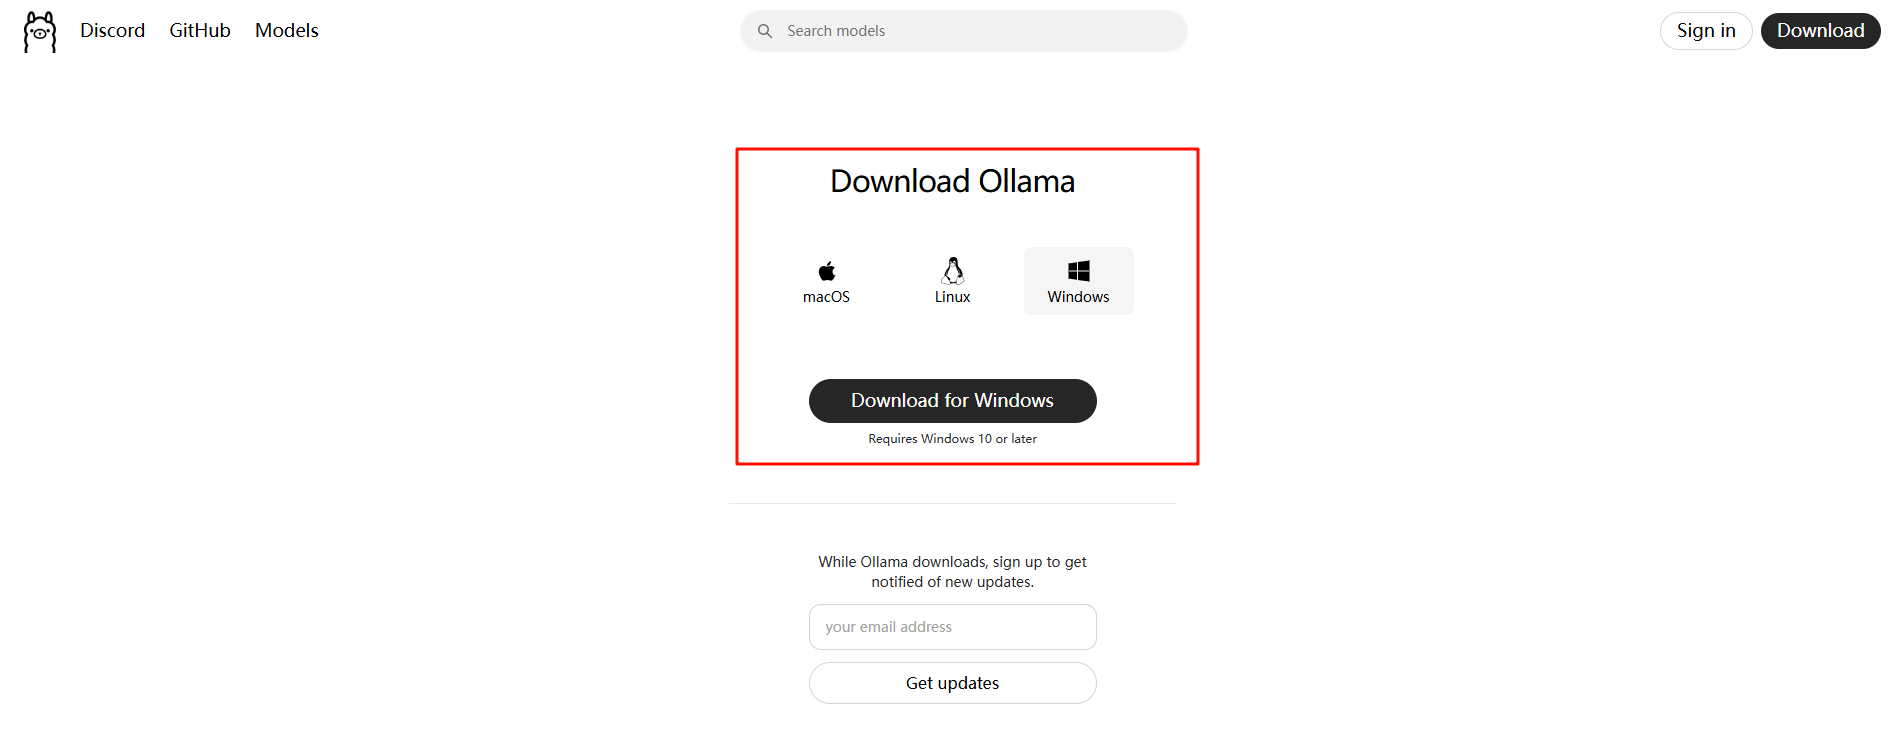 Discord GitHub Models Search models Sign in Download
Download Ollama
macOS Linux Windows
Download for Windows
Requires Windows 10 or later
While Ollama downloads, sign up to get
notified of new updates.
your email address
Get updates